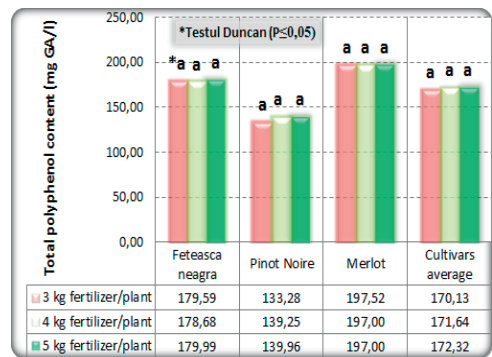 Total polyphenol content (mg GA/l)
250,00
200,00
150,00
100,00
50,00
0,00
*Testul Duncan (P≤0,05)
*a a a
a a a
a a a
a a a
Feteasca neagra Pinot Noire Merlot Cultivars average
3 kg fertilizer/plant 179,59 133,28 197,52 170,13
4 kg fertilizer/plant 178,68 139,25 197,00 171,64
5 kg fertilizer/plant 179,99 139,96 197,00 172,32